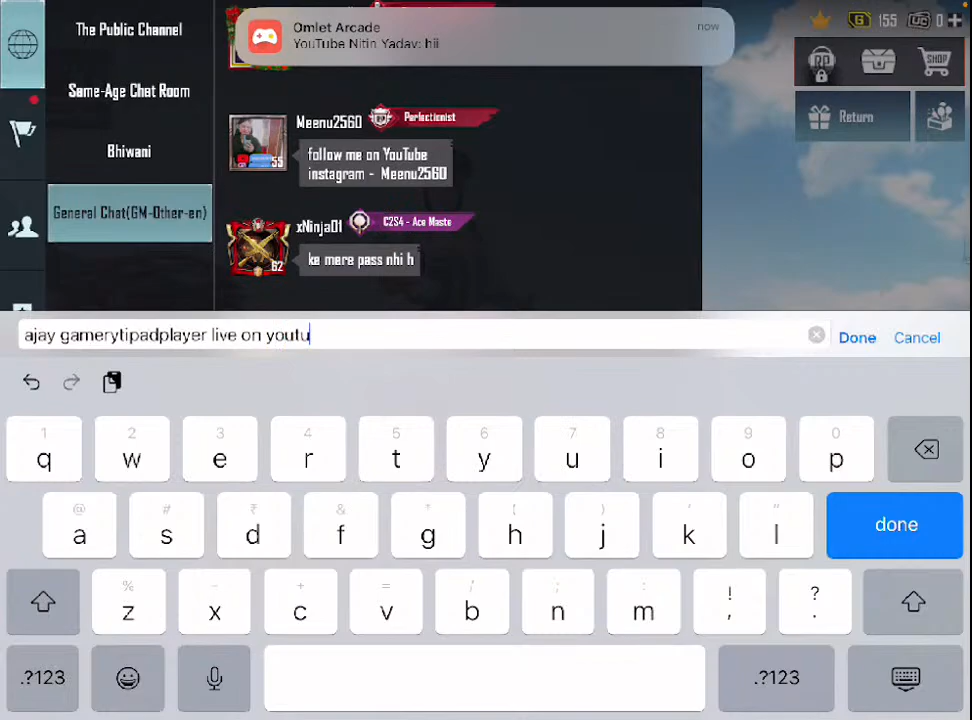 The Public Channel
Same-Age Chat Room
Bhiwani
General Chat(GM-Other-en)
Omlet Arcade
now
YouTube Nitin Yadav: hii
G 155 UC 0 +
RP
SHOP
Return
Meenu2560 Perfectionist
55
follow me on YouTube
instagram - Meenu2560
xNinja01 C2S4 - Ace Maste
62
ke mere pass nhi h
ajay gamerytipadplayer live on youtu
Done Cancel
1 2 3 4 5 6 7 8 9 0
q w e r t y u i o p
@ # ₹ & * ( ) ' "
a s d f g h j k l done
% - + = / ; : ! ?
z x c v b n m , .
.?123 .?123